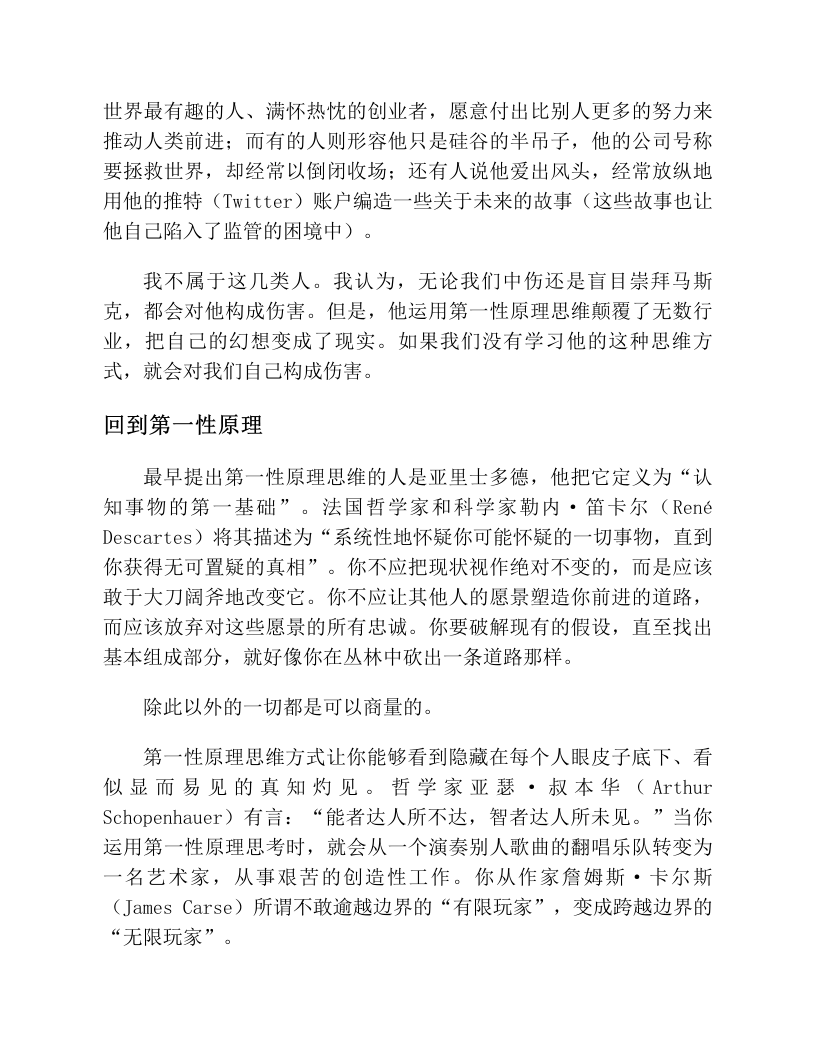 世界最有趣的人、满怀热忱的创业者，愿意付出比别人更多的努力来
推动人类前进；而有的人则形容他只是硅谷的半吊子，他的公司号称
要拯救世界，却经常以倒闭收场；还有人说他爱出风头，经常放纵地
用他的推特（Twitter）账户编造一些关于未来的故事（这些故事也让
他自己陷入了监管的困境中）。
我不属于这几类人。我认为，无论我们中伤还是盲目崇拜马斯
克，都会对他构成伤害。但是，他运用第一性原理思维颠覆了无数行
业，把自己的幻想变成了现实。如果我们没有学习他的这种思维方
式，就会对我们自己构成伤害。
回到第一性原理
最早提出第一性原理思维的人是亚里士多德，他把它定义为“认
知事物的第一基础”。法国哲学家和科学家勒内·笛卡尔（René
Descartes）将其描述为“系统性地怀疑你可能怀疑的一切事物，直到
你获得无可置疑的真相”。你不应把现状视作绝对不变的，而是应该
敢于大刀阔斧地改变它。你不应让其他人的愿景塑造你前进的道路，
而应该放弃对这些愿景的所有忠诚。你要破解现有的假设，直至找出
基本组成部分，就好像你在丛林中砍出一条道路那样。
除此以外的一切都是可以商量的。
第一性原理思维方式让你能够看到隐藏在每个人眼皮子底下、看
似显而易见的真知灼见。哲学家亚瑟·叔本华（Arthur
Schopenhauer）有言：“能者达人所不达，智者达人所未见。”当你
运用第一性原理思考时，就会从一个演奏别人歌曲的翻唱乐队转变为
一名艺术家，从事艰苦的创造性工作。你从作家詹姆斯·卡尔斯
（James Carse）所谓不敢逾越边界的“有限玩家”，变成跨越边界的
“无限玩家”。